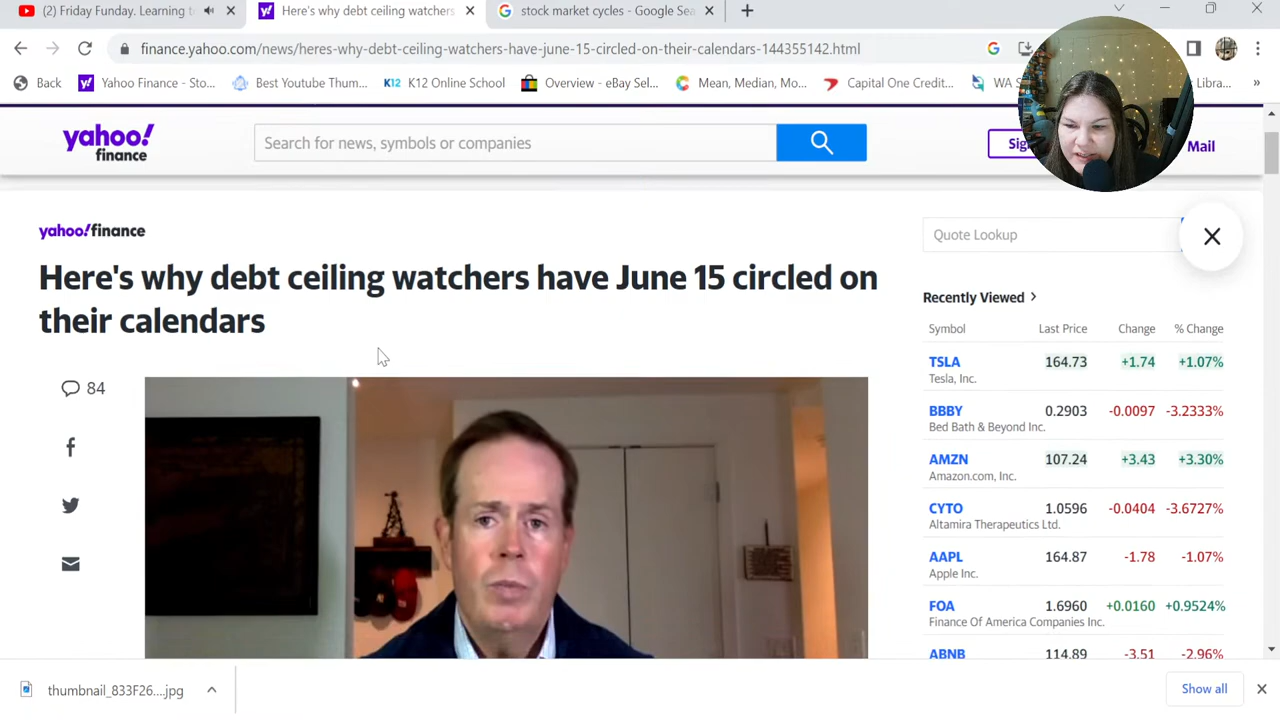 (2) Friday Funday. Learning t
Here's why debt ceiling watchers
stock market cycles - Google Sea
finance.yahoo.com/news/heres-why-debt-ceiling-watchers-have-june-15-circled-on-their-calendars-144355142.html
Back
Yahoo Finance - Sto...
Best Youtube Thum...
K12 K12 Online School
Overview - eBay Sel...
Mean, Median, Mo...
Capital One Credit...
WA S
Libra...
yahoo!
finance
Search for news, symbols or companies
Sig
Mail
yahoo!finance
Here's why debt ceiling watchers have June 15 circled on
their calendars
84
Quote Lookup
Recently Viewed
Symbol Last Price Change % Change
TSLA 164.73 +1.74 +1.07%
Tesla, Inc.
BBBY 0.2903 -0.0097 -3.2333%
Bed Bath & Beyond Inc.
AMZN 107.24 +3.43 +3.30%
Amazon.com, Inc.
CYTO 1.0596 -0.0404 -3.6727%
Altamira Therapeutics Ltd.
AAPL 164.87 -1.78 -1.07%
Apple Inc.
FOA 1.6960 +0.0160 +0.9524%
Finance Of America Companies Inc.
ABNB 114.89 -3.51 -2.96%
thumbnail_833F26....jpg
Show all